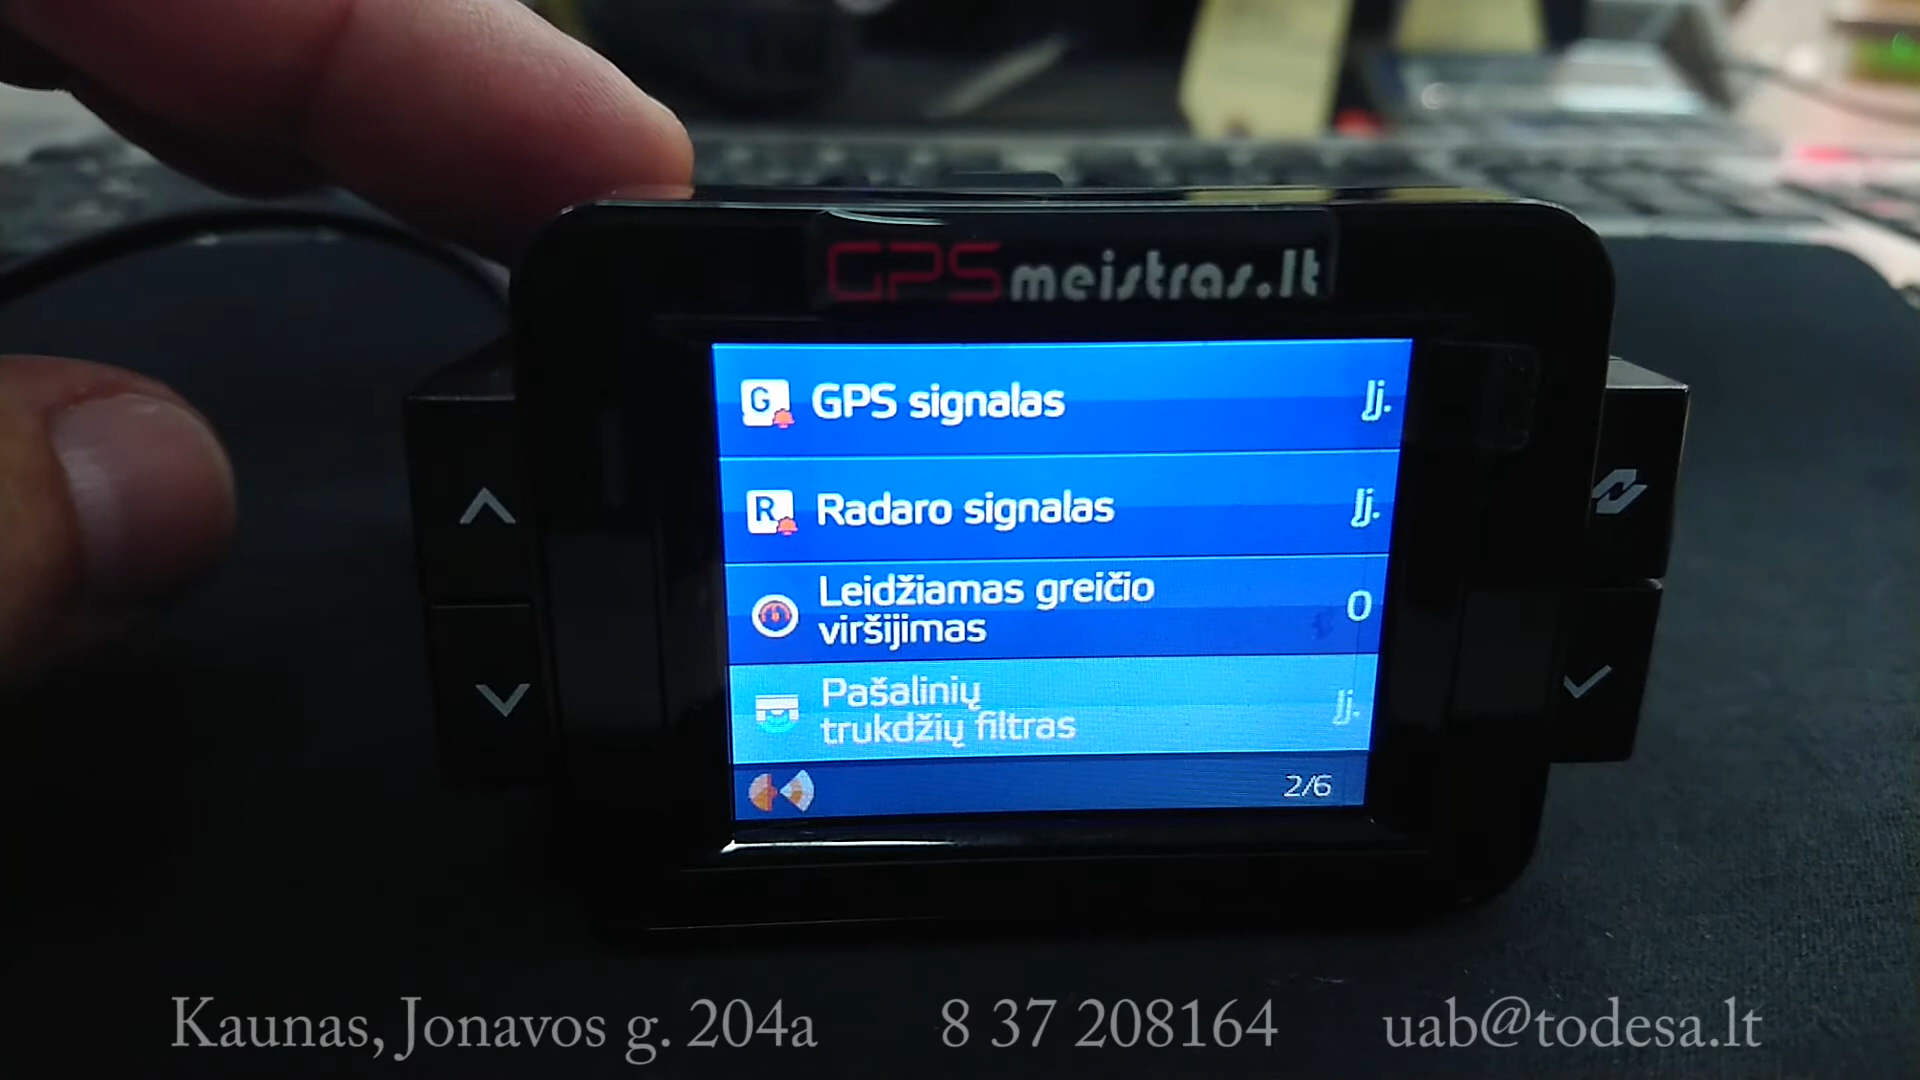 GPSmeistras.lt
G GPS signalas Įj.
R Radaro signalas Įj.
Leidžiamas greičio
viršijimas 0
Pašalinių
trukdžių filtras Įj.
2/6
Kaunas, Jonavos g. 204a 8 37 208164 uab@todesa.lt